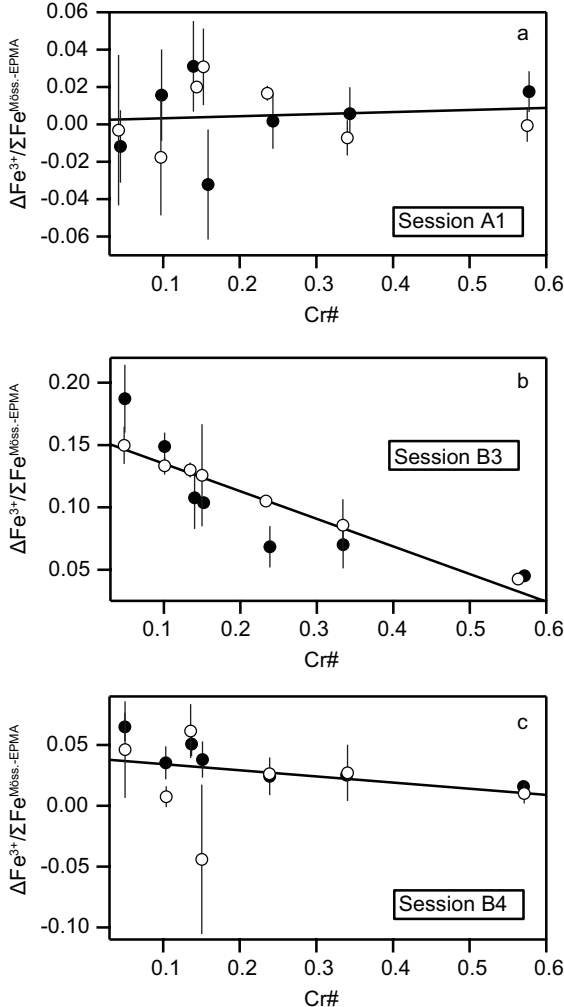 0.06
a
0.04
0.02
0.00
-0.02
-0.04
-0.06
ΔFe³⁺/ΣFeᴹöˢˢ·⁻ᴱᴾᴹᴬ
Session A1
0.1 0.2 0.3 0.4 0.5 0.6
Cr#
b
0.20
0.15
0.10
0.05
ΔFe³⁺/ΣFeᴹöˢˢ·⁻ᴱᴾᴹᴬ
Session B3
0.1 0.2 0.3 0.4 0.5 0.6
Cr#
c
0.05
0.00
-0.05
-0.10
ΔFe³⁺/ΣFeᴹöˢˢ·⁻ᴱᴾᴹᴬ
Session B4
0.1 0.2 0.3 0.4 0.5 0.6
Cr#